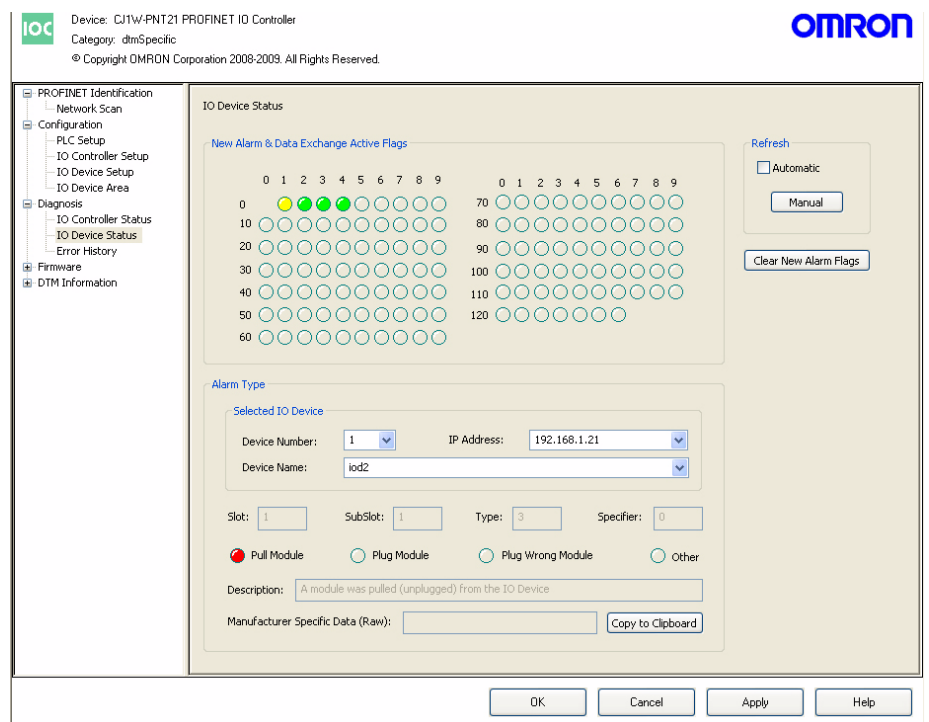 IOC
Device: CJ1W-PNT21 PROFINET IO Controller
Category: dtmSpecific
© Copyright OMRON Corporation 2008-2009. All Rights Reserved.
OMRON
PROFINET Identification
Network Scan
Configuration
PLC Setup
IO Controller Setup
IO Device Setup
IO Device Area
Diagnosis
IO Controller Status
IO Device Status
Error History
Firmware
DTM Information
IO Device Status
New Alarm & Data Exchange Active Flags
0 1 2 3 4 5 6 7 8 9
0
10
20
30
40
50
60
0 1 2 3 4 5 6 7 8 9
70
80
90
100
110
120
Refresh
Automatic
Manual
Clear New Alarm Flags
Alarm Type
Selected IO Device
Device Number: 1 IP Address: 192.168.1.21
Device Name: iod2
Slot: 1 SubSlot: 1 Type: 3 Specifier: 0
Pull Module Plug Module Plug Wrong Module Other
Description: A module was pulled (unplugged) from the IO Device
Manufacturer Specific Data (Raw): Copy to Clipboard
OK Cancel Apply Help